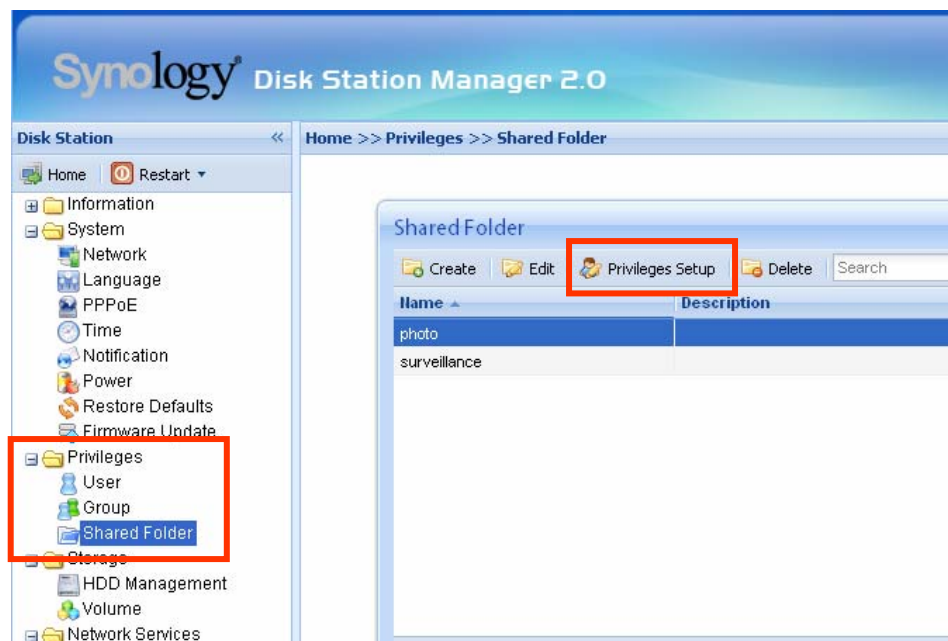 Synology Disk Station Manager 2.0
Disk Station «
Home >> Privileges >> Shared Folder
Home Restart
Information
System
Network
Language
PPPoE
Time
Notification
Power
Restore Defaults
Firmware Update
Privileges
User
Group
Shared Folder
Storage
HDD Management
Volume
Network Services
Shared Folder
Create Edit Privileges Setup Delete Search
Name Description
photo
surveillance